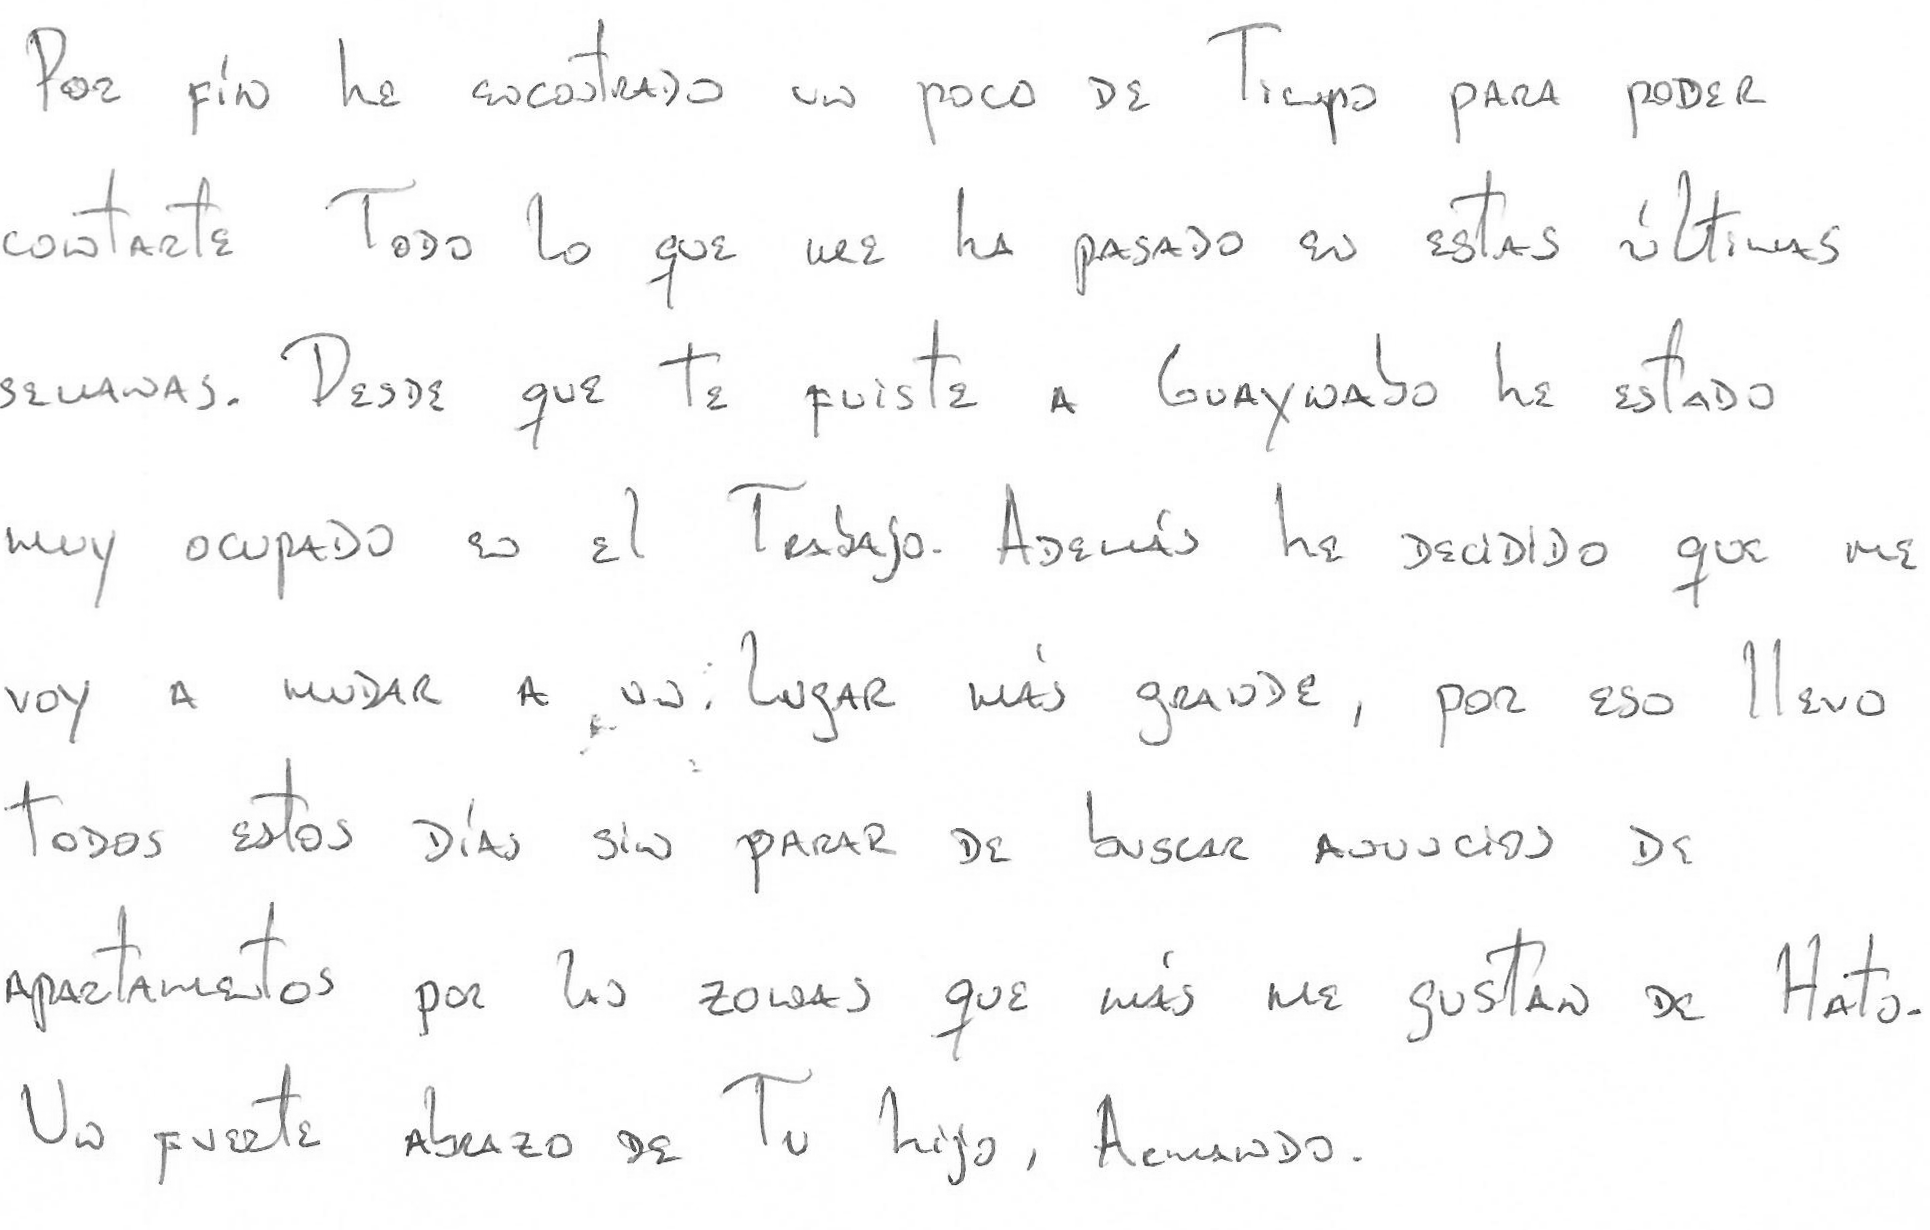 Por fín he encontrado un poco de Tiempo para poder
contarte Todo lo que me ha pasado en estas últimas
semanas. Desde que te fuiste a Guaynabo he estado
muy ocupado en el Trabajo. Además he decidido que me
voy a mudar a un lugar más grande, por eso llevo
todos estos días sin parar de buscar anuncios de
apartamentos por las zonas que más me gustan de Hato.
Un fuerte abrazo de Tu hijo, Armando.